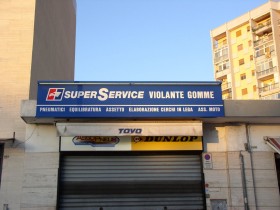 SUPERSERVICE VIOLANTE GOMME
PNEUMATICI EQUILIBRATURA ASSETTO ELABORAZIONE CERCHI IN LEGA ASS. MOTO
TOYO
DUNLOP